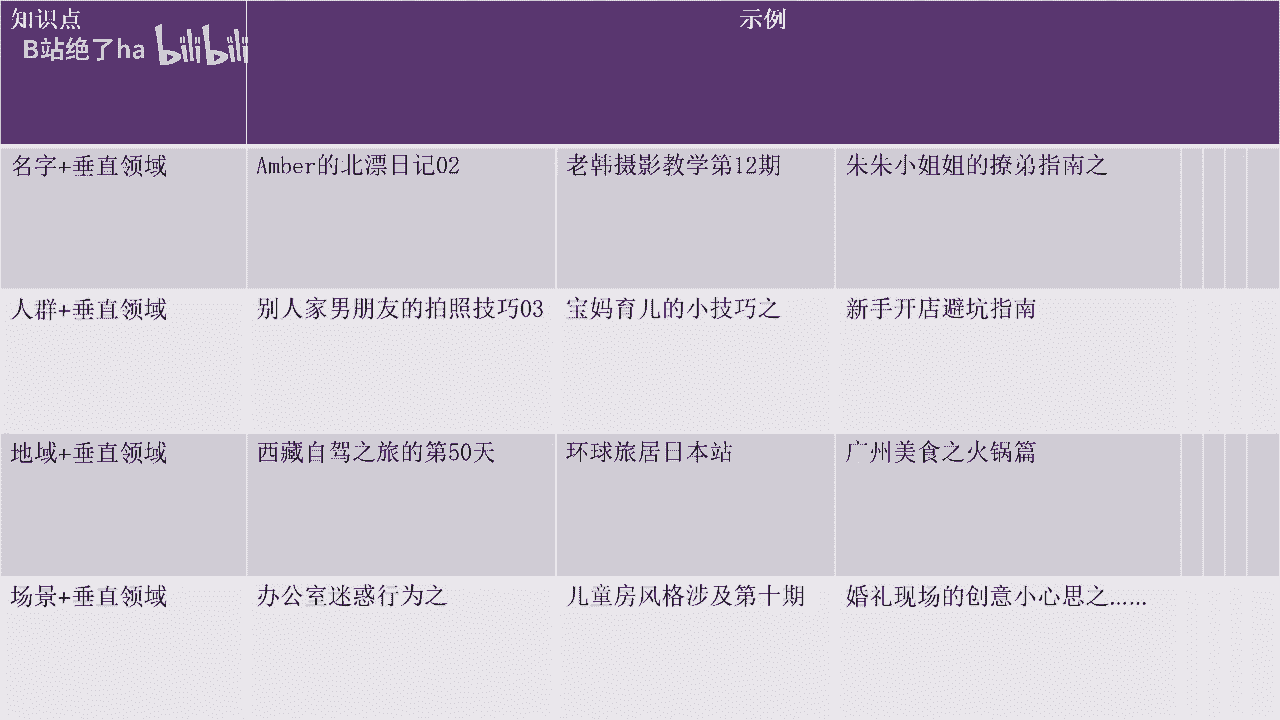 知识点 示例
B站绝了ha bilibili
名字+垂直领域 Amber的北漂日记02 老韩摄影教学第12期 朱朱小姐姐的撩弟指南之
人群+垂直领域 别人家男朋友的拍照技巧03 宝妈育儿的小技巧之 新手开店避坑指南
地域+垂直领域 西藏自驾之旅的第50天 环球旅居日本站 广州美食之火锅篇
场景+垂直领域 办公室迷惑行为之 儿童房风格涉及第十期 婚礼现场的创意小心思之……